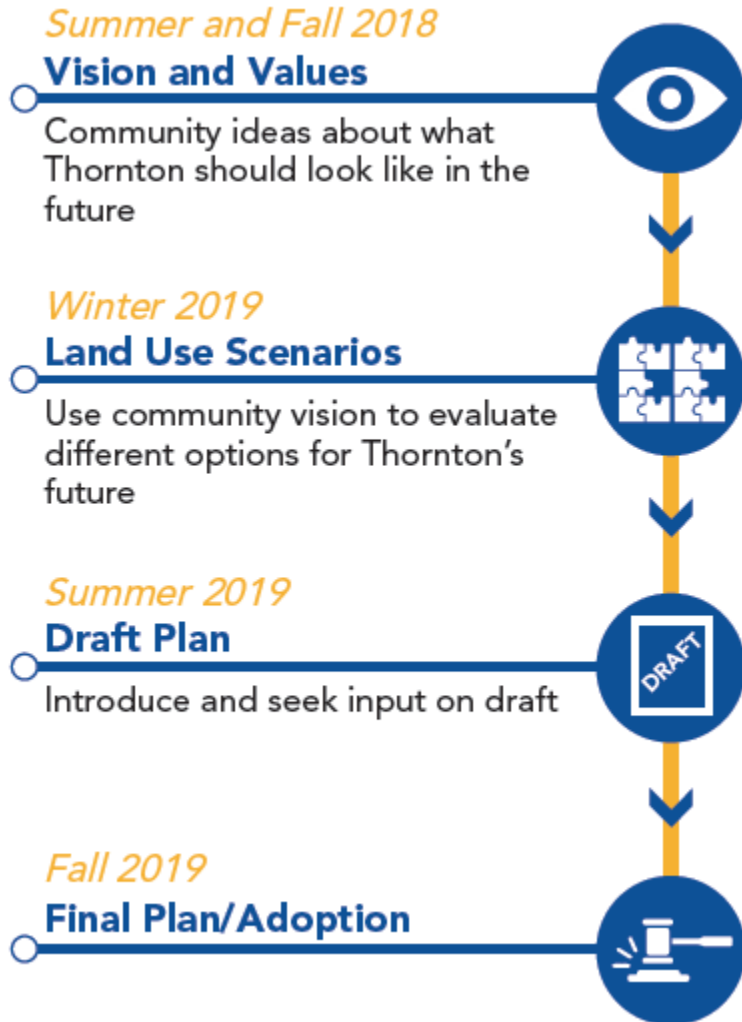 Summer and Fall 2018
Vision and Values
Community ideas about what
Thornton should look like in the
future
Winter 2019
Land Use Scenarios
Use community vision to evaluate
different options for Thornton’s
future
Summer 2019
Draft Plan
Introduce and seek input on draft
DRAFT
Fall 2019
Final Plan/Adoption